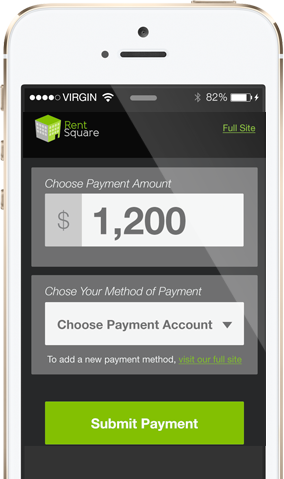 VIRGIN 82%
Rent
Square
Full Site
Choose Payment Amount
$ 1,200
Chose Your Method of Payment
Choose Payment Account
To add a new payment method, visit our full site
Submit Payment